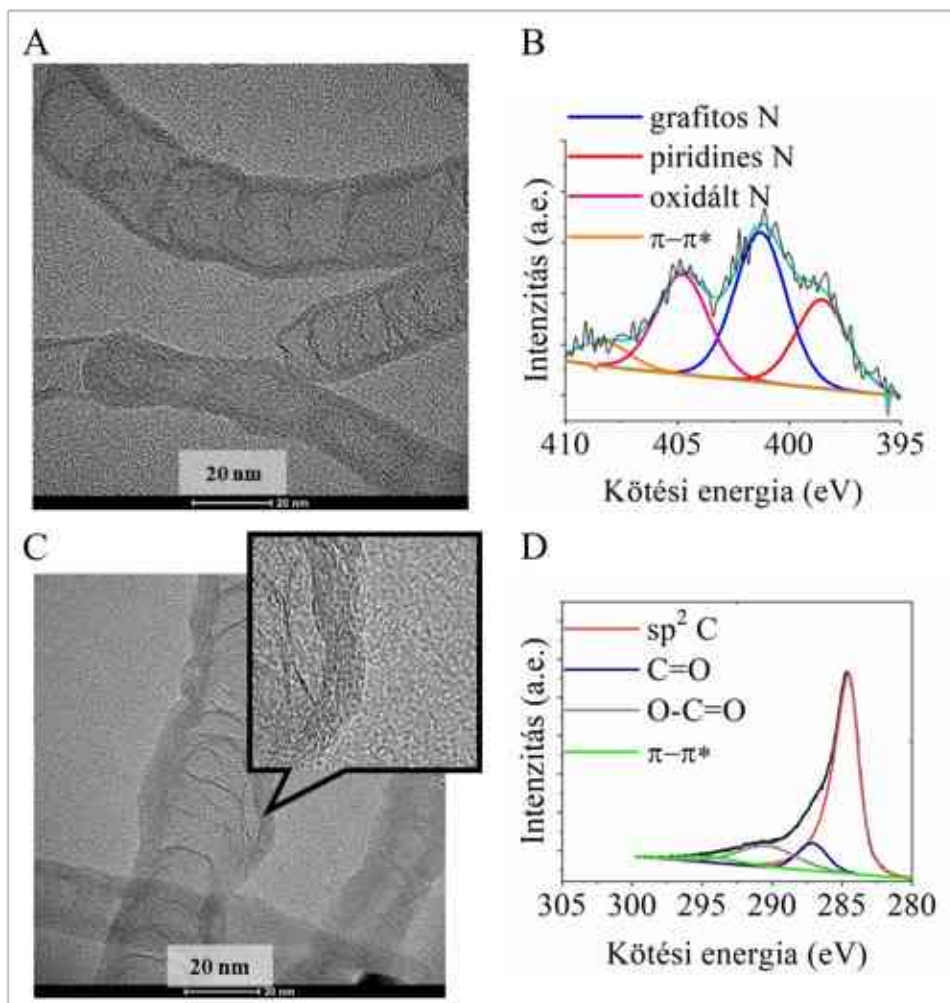 A
20 nm
20 nm
B
grafitos N
piridines N
oxidált N
π−π*
Intenzitás (a.e.)
410 405 400 395
Kötési energia (eV)
C
20 nm
20 nm
D
sp² C
C=O
O-C=O
π−π*
Intenzitás (a.e.)
305 300 295 290 285 280
Kötési energia (eV)